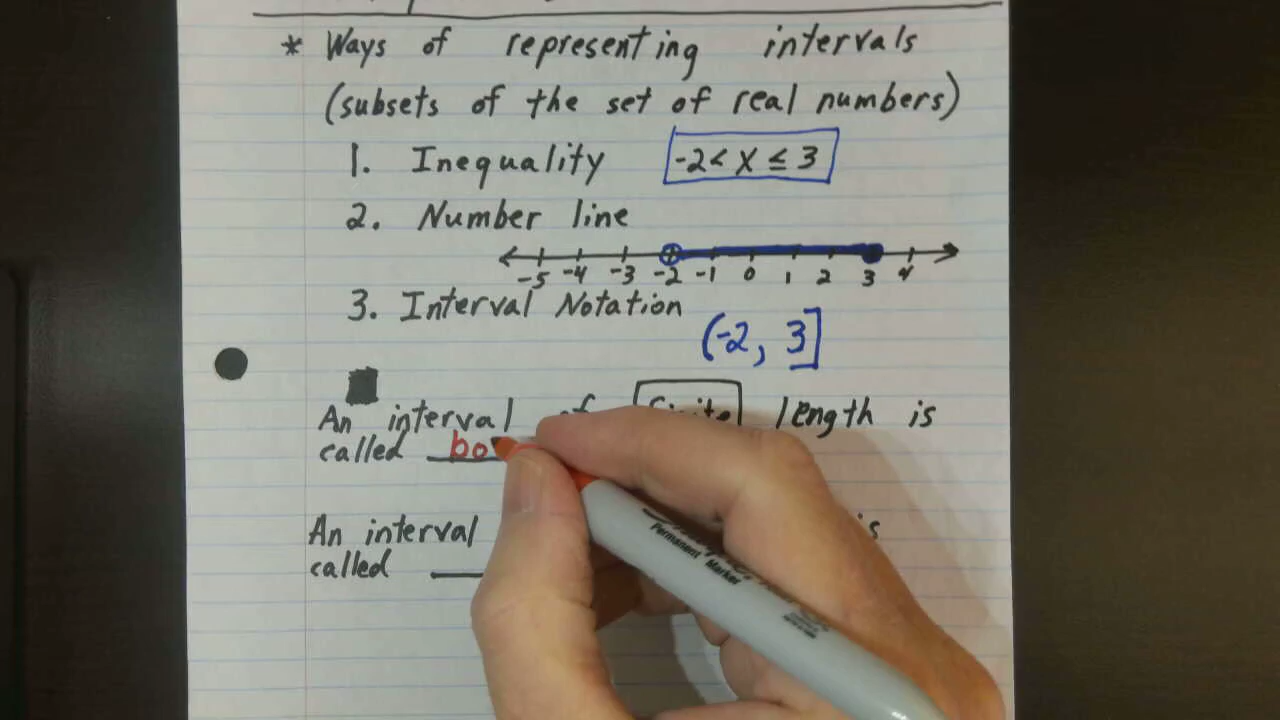 * Ways of representing intervals
(subsets of the set of real numbers)
1. Inequality -2 < x ≤ 3
2. Number line
-5 -4 -3 -2 -1 0 1 2 3 4
3. Interval Notation
(-2, 3]
An interval of finite length is
called bo
An interval is
called
Permanent Marker